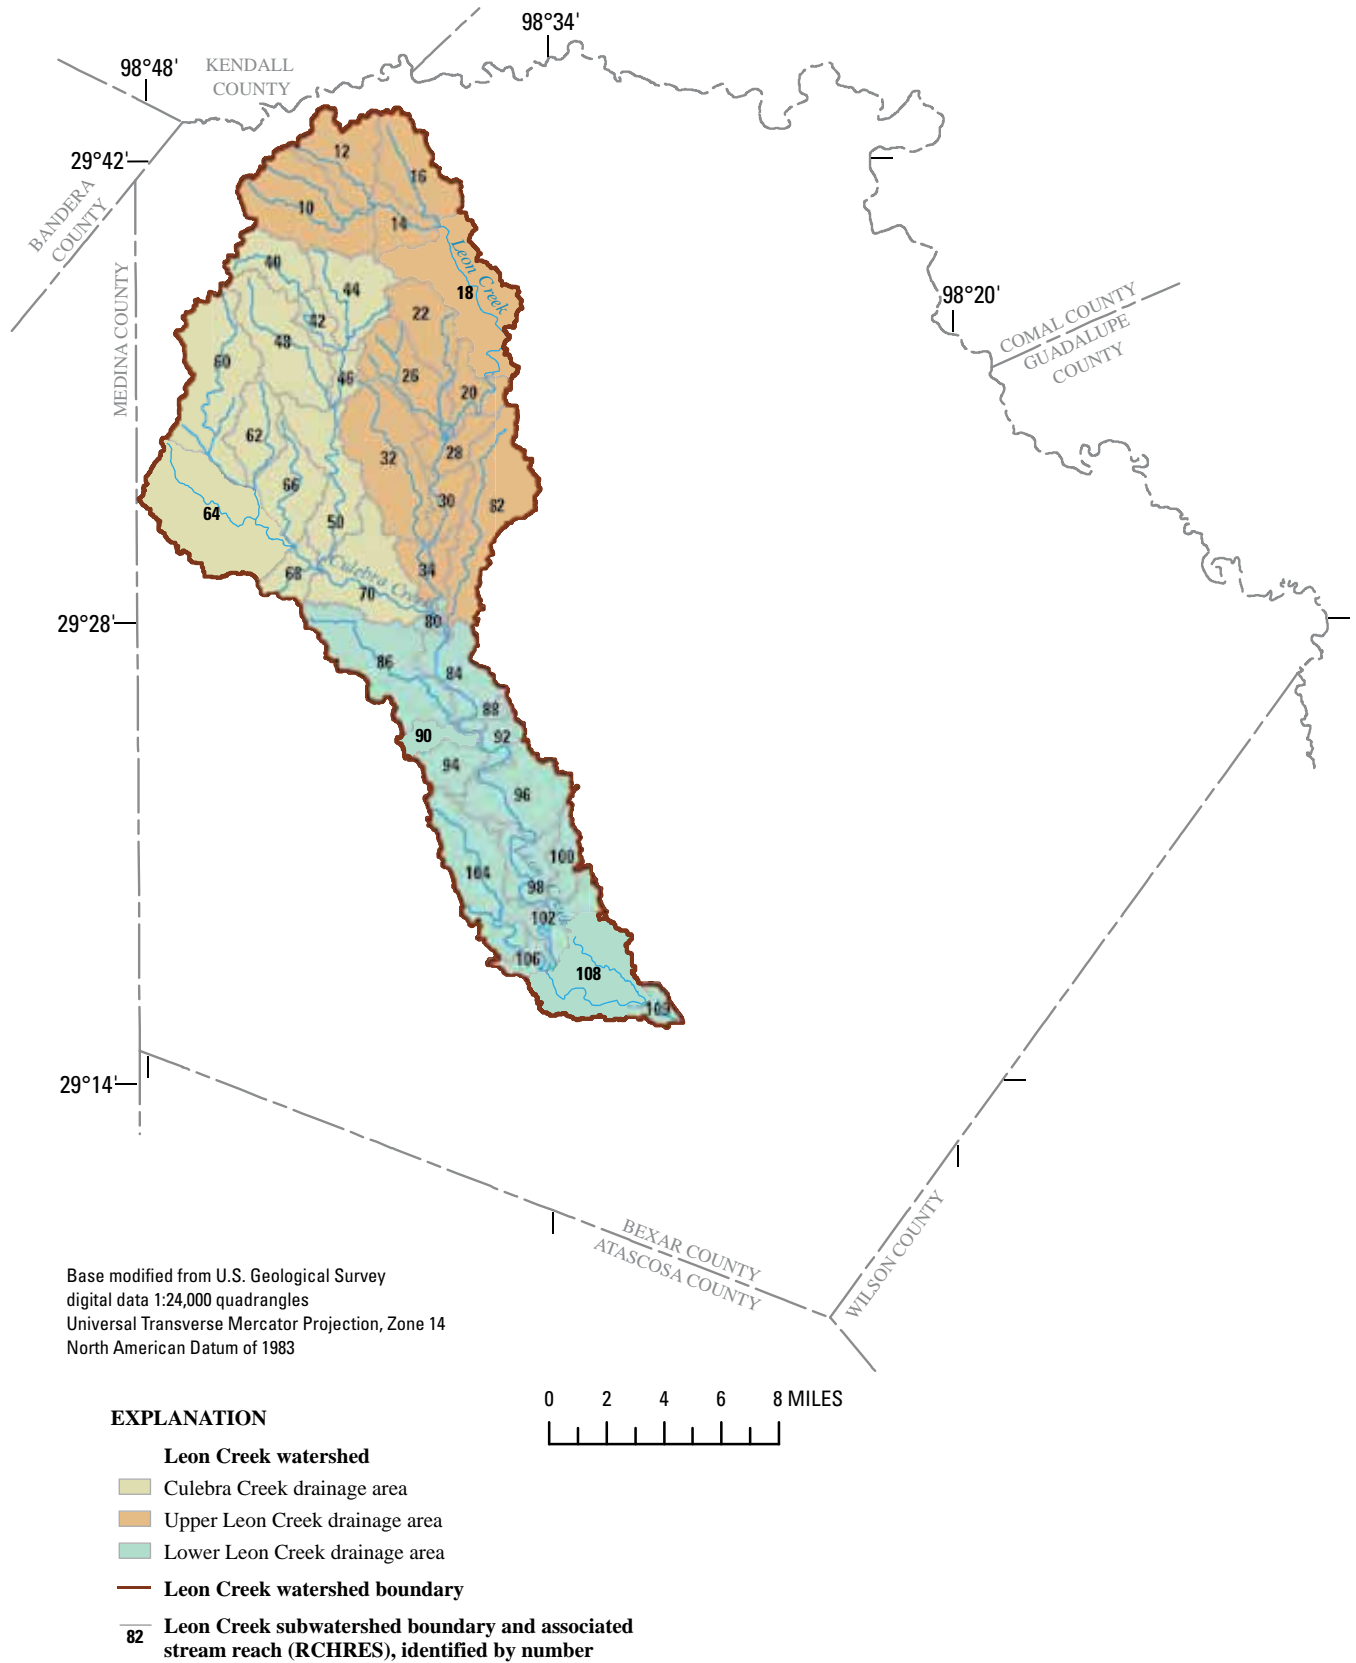 98°34'
98°48'
KENDALL
COUNTY
29°42'
BANDERA
COUNTY
MEDINA COUNTY
12
16
10
14
Leon Creek
40
44
18
98°20'
42
22
COMAL COUNTY
GUADALUPE
COUNTY
48
60
46
26
20
62
32
28
66
30
82
64
50
68
34
Culebra Creek
70
29°28'
80
86
84
88
90
92
94
96
100
104
98
102
106
108
109
29°14'
BEXAR COUNTY
ATASCOSA COUNTY
WILSON COUNTY
Base modified from U.S. Geological Survey
digital data 1:24,000 quadrangles
Universal Transverse Mercator Projection, Zone 14
North American Datum of 1983
0 2 4 6 8 MILES
EXPLANATION
Leon Creek watershed
Culebra Creek drainage area
Upper Leon Creek drainage area
Lower Leon Creek drainage area
Leon Creek watershed boundary
82 Leon Creek subwatershed boundary and associated
stream reach (RCHRES), identified by number